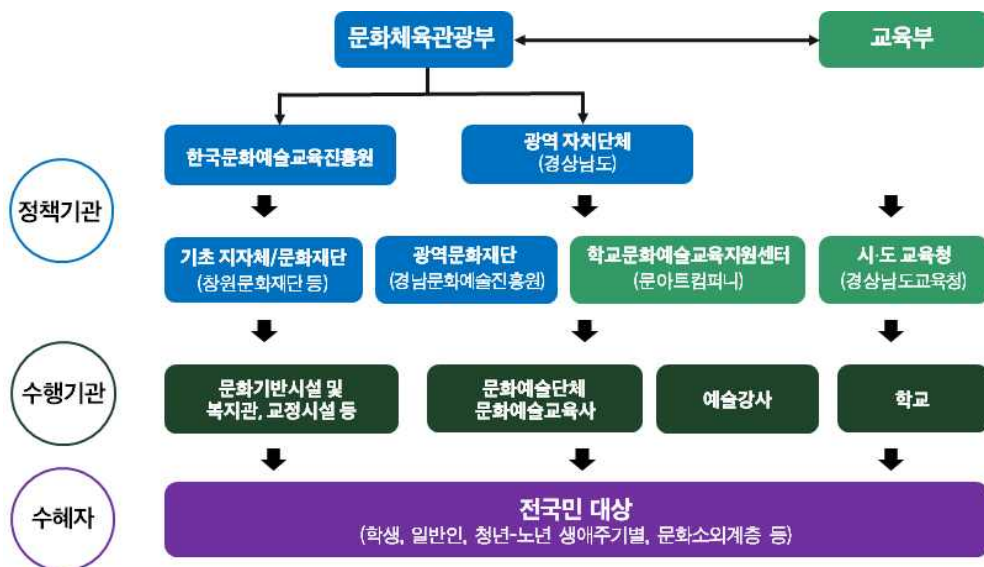 문화체육관광부
교육부
한국문화예술교육진흥원
광역 자치단체
(경상남도)
정책기관
기초 지자체/문화재단
(창원문화재단 등)
광역문화재단
(경남문화예술진흥원)
학교문화예술교육지원센터
(문아트컴퍼니)
시·도 교육청
(경상남도교육청)
수행기관
문화기반시설 및
복지관, 교정시설 등
문화예술단체
문화예술교육사
예술강사
학교
수혜자
전국민 대상
(학생, 일반인, 청년-노년 생애주기별, 문화소외계층 등)